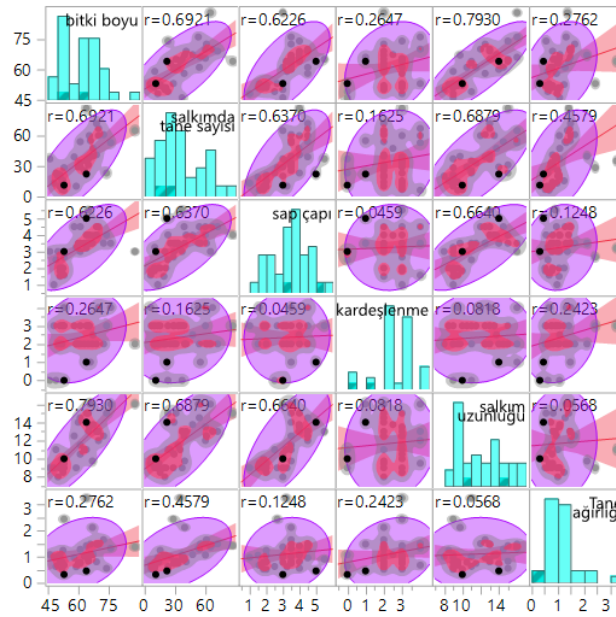 bitki boyu r=0.6921 r=0.6226 r=0.2647 r=0.7930 r=0.2762
75
60
45
r=0.6921 salkımda r=0.6370 r=0.1625 r=0.6879 r=0.4579
tane sayısı
60
30
0
r=0.6226 r=0.6370 sap çapı r=0.0459 r=0.6640 r=0.1248
5
4
3
2
1
r=0.2647 r=0.1625 r=0.0459 kardeşlenme r=0.0818 r=0.2423
3
2
1
0
r=0.7930 r=0.6879 r=0.6640 r=0.0818 salkım r=0.0568
uzunluğu
14
12
10
8
r=0.2762 r=0.4579 r=0.1248 r=0.2423 r=0.0568
ağırlığı
3
2
1
0
45 60 75 0 30 60 1 2 3 4 5 0 1 2 3 8 10 14 0 1 2 3